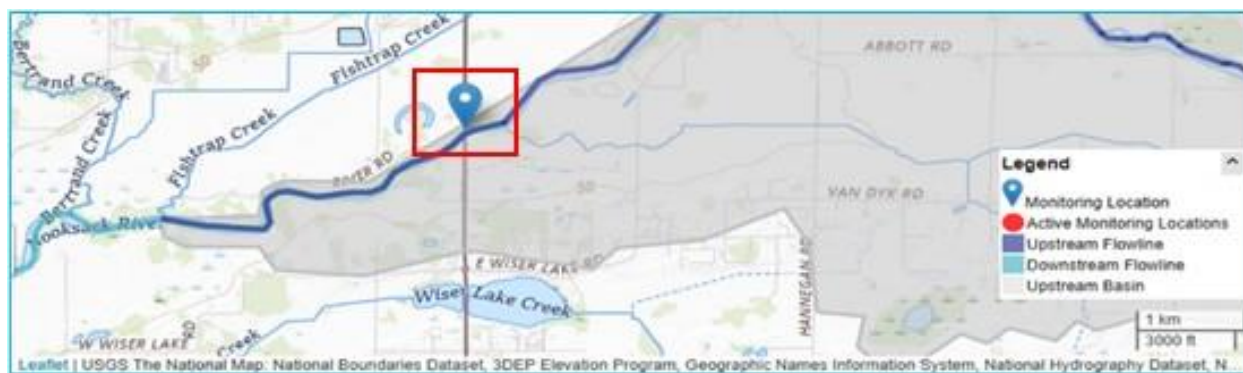 ABBOTT RD
Bertrand Creek
50
Fishtrap Creek
Fishtrap Creek
Bertrand Creek
RIVER RD
50
VAN DYK RD
Nooksack River
E WISER LAKE RD
HANNEGAN RD
Wiser Lake Creek
W WISER LAKE RD
Creek
Legend
Monitoring Location
Active Monitoring Locations
Upstream Flowline
Downstream Flowline
Upstream Basin
1 km
3000 ft
Leaflet | USGS The National Map: National Boundaries Dataset, 3DEP Elevation Program, Geographic Names Information System, National Hydrography Dataset, N...